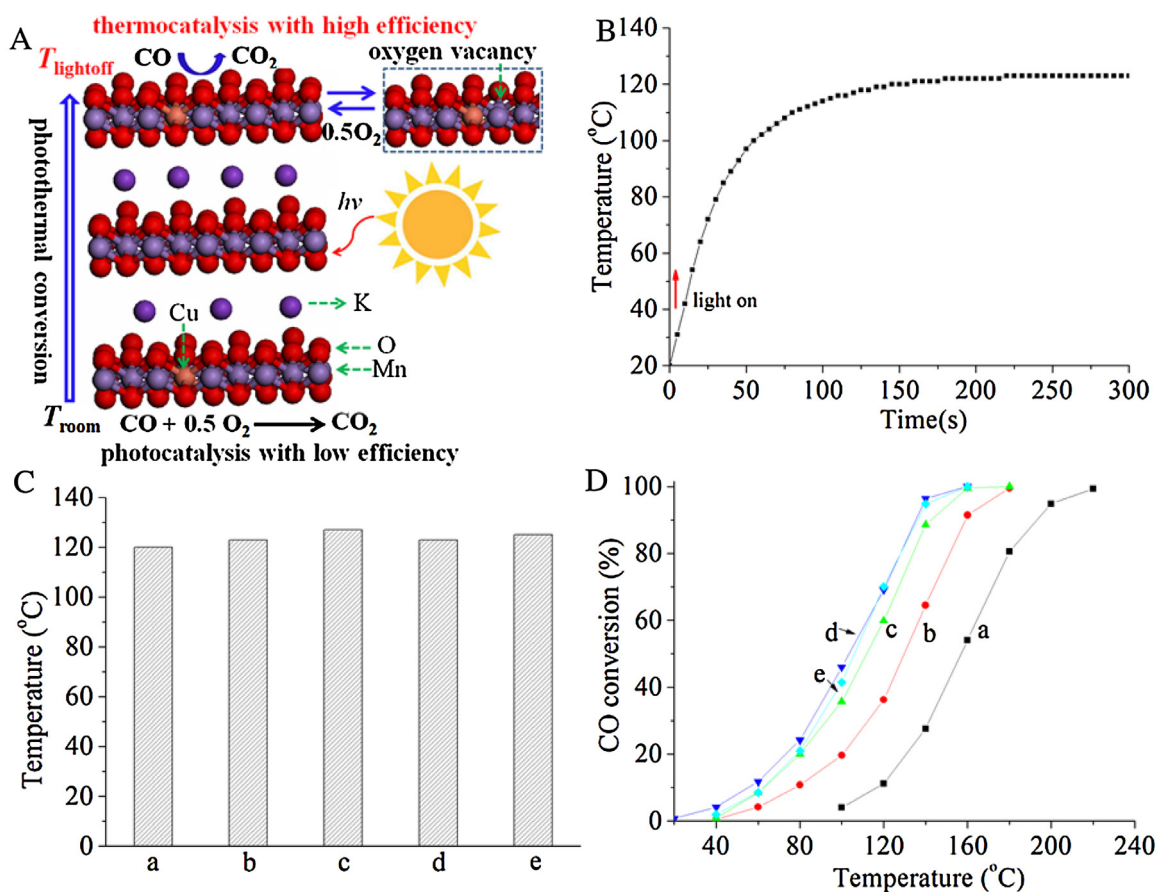 A
thermocatalysis with high efficiency
T lightoff
CO
CO2
oxygen vacancy
0.5O2
photothermal conversion
hν
Cu
K
O
Mn
T room
CO + 0.5 O2
CO2
photocatalysis with low efficiency
B
Temperature (°C)
140
120
100
80
60
40
20
light on
0
50
100
150
200
250
300
Time(s)
C
Temperature (°C)
140
120
100
80
60
40
20
0
a
b
c
d
e
D
CO conversion (%)
100
80
60
40
20
0
d
c
b
a
e
40
80
120
160
200
240
Temperature (°C)